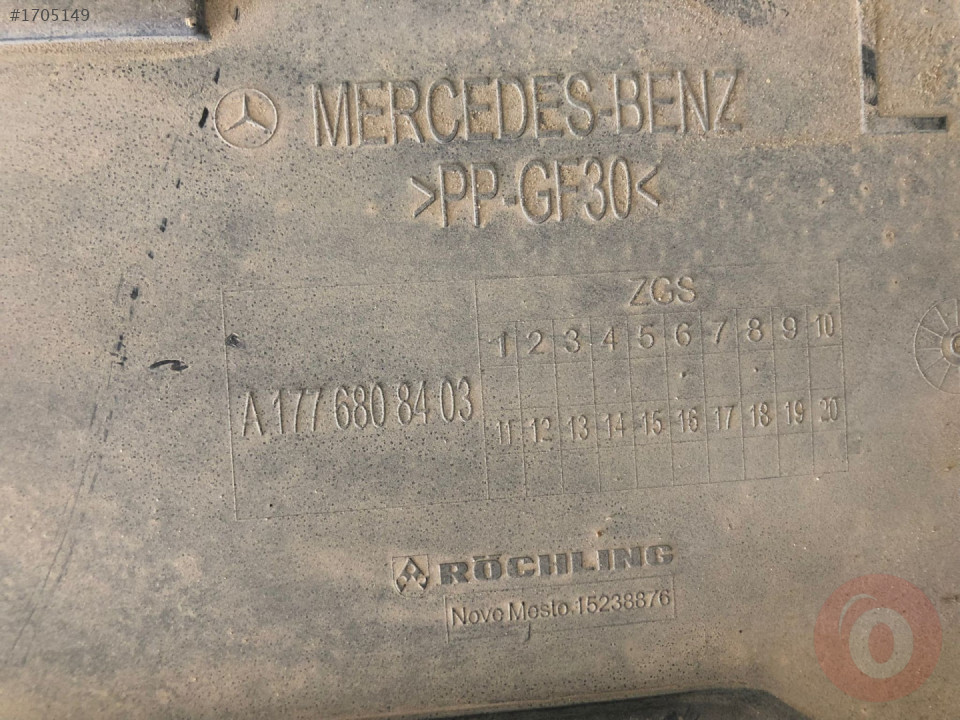 #1705149
MERCEDES-BENZ
>PP-GF30<
ZGS
1 2 3 4 5 6 7 8 9 10
A 177 680 84 03
11 12 13 14 15 16 17 18 19 20
RÖCHLING
Nove Mesto 15238876
o